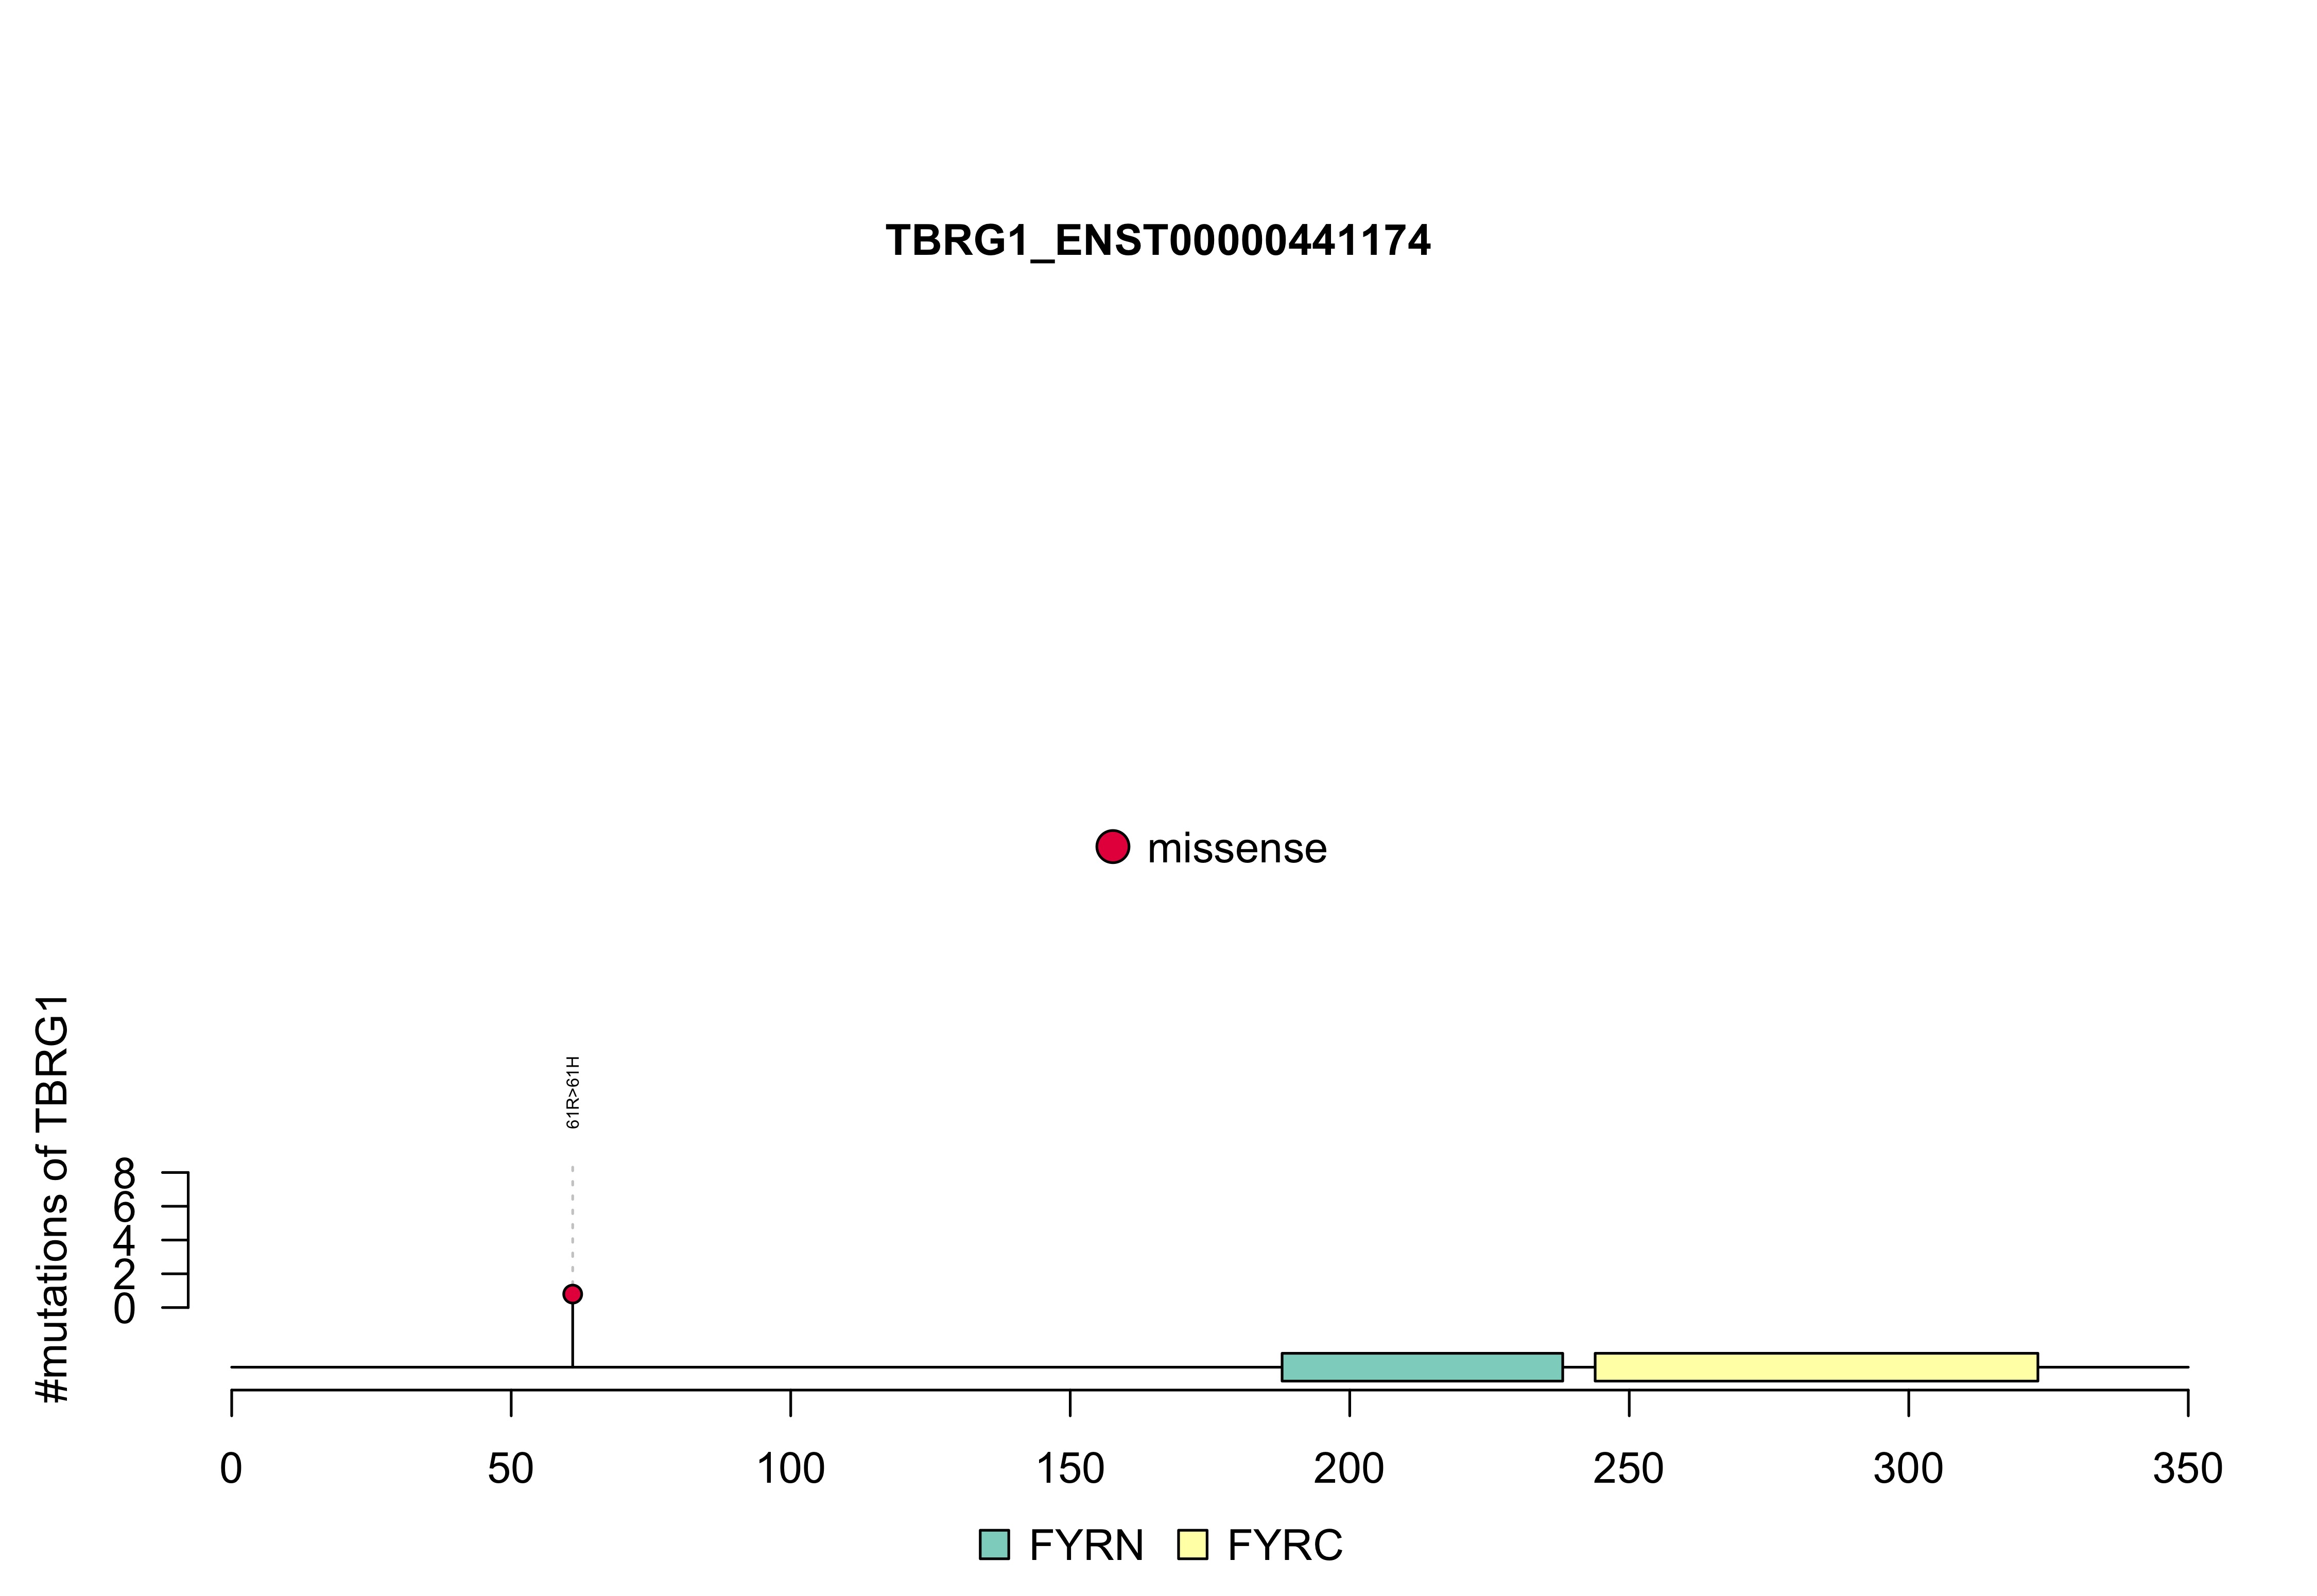 TBRG1_ENST00000441174
missense
#mutations of TBRG1
61R>61H
8
6
4
2
0
0 50 100 150 200 250 300 350
FYRN FYRC